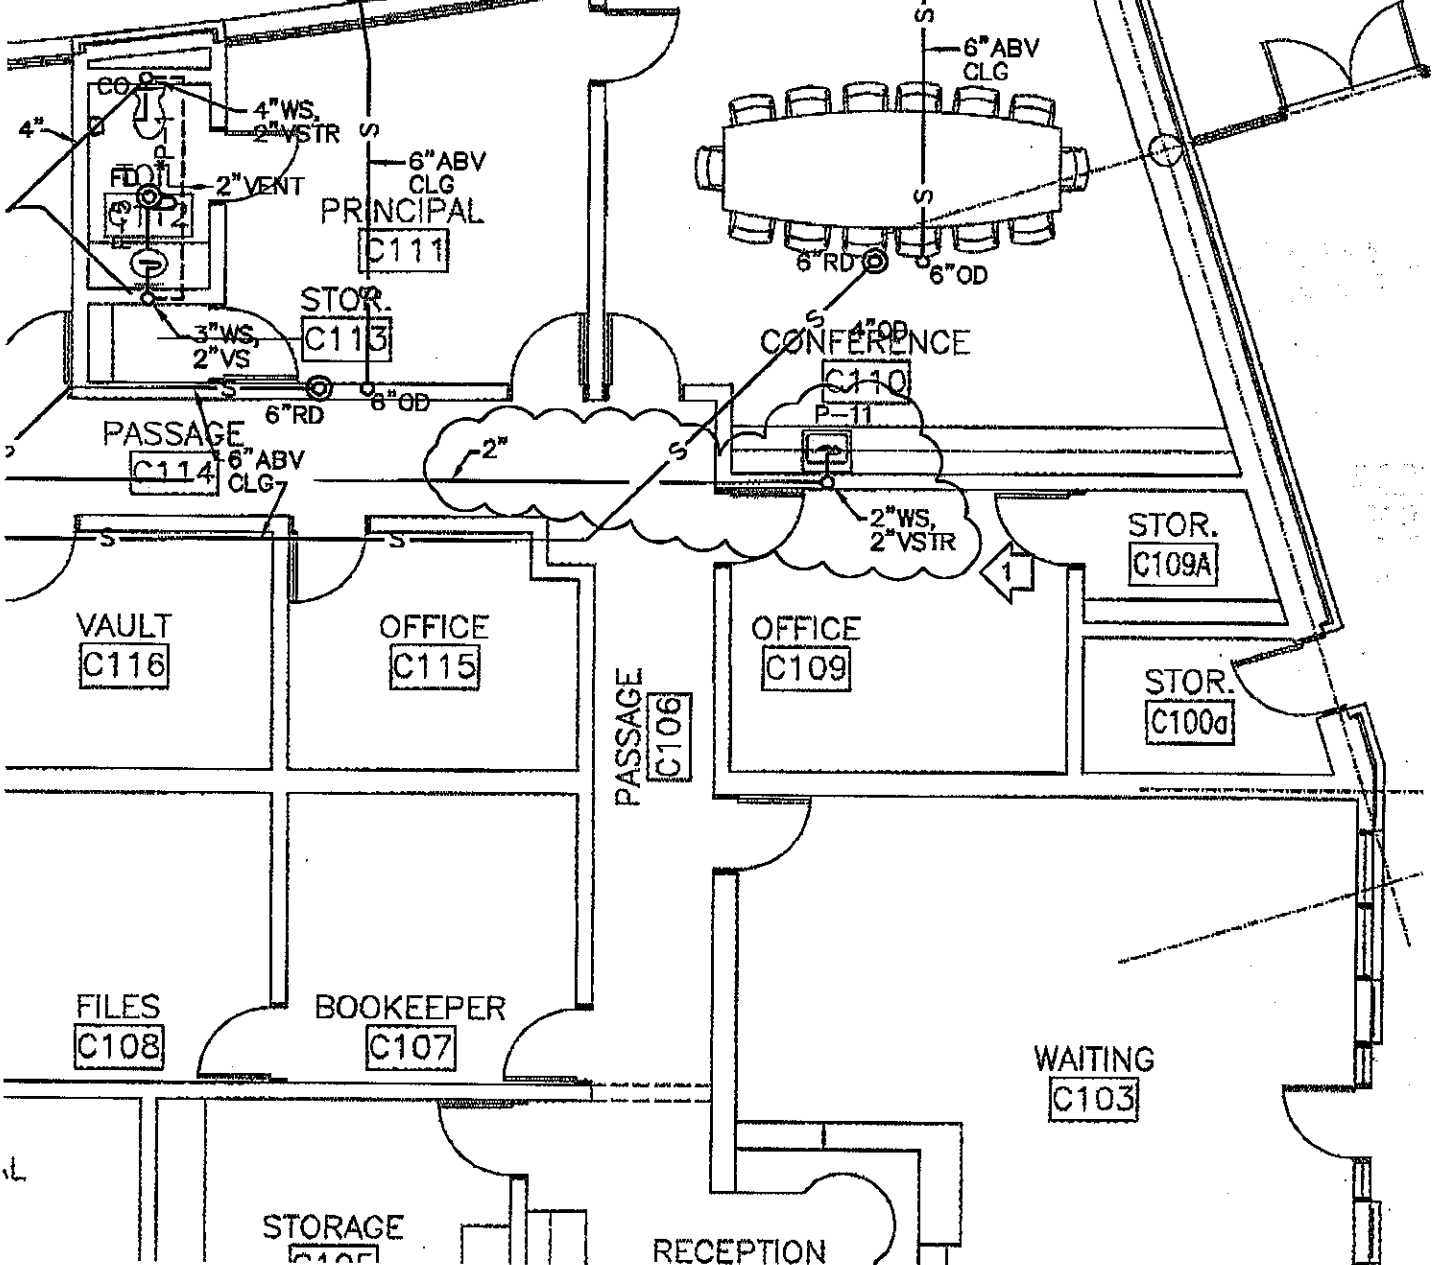 S
6"ABV
CLG
CO
4"WS,
2"VSTR
4"
S
6"ABV
CLG
FD
2"VENT
PRINCIPAL
C111
S
6"RD
6"OD
S
STOR.
C113
S
4"OD
CONFERENCE
C110
3"WS,
2"VS
S
6"RD
6"OD
P-11
PASSAGE
C114
6"ABV
CLG
2"
S
2"WS,
2"VSTR
STOR.
C109A
S
S
1
VAULT
C116
OFFICE
C115
OFFICE
C109
PASSAGE
C106
STOR.
C100a
FILES
C108
BOOKEEPER
C107
WAITING
C103
STORAGE
RECEPTION